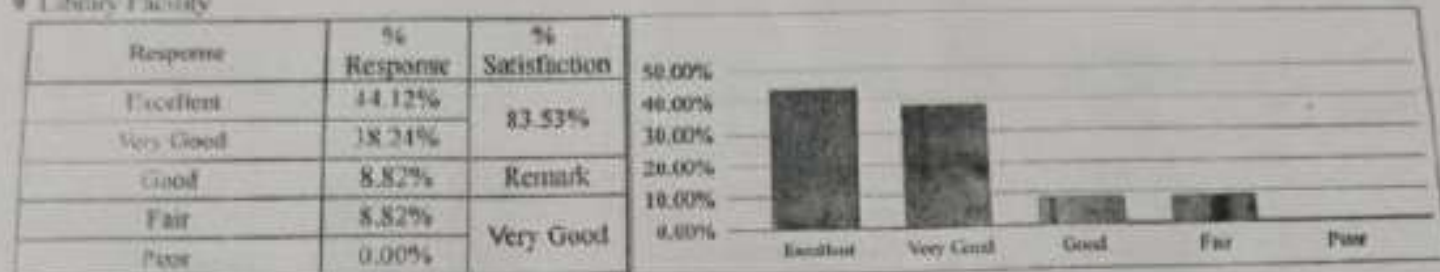 Library Facility
Response % Response % Satisfaction
Excellent 44.12% 83.53%
Very Good 38.24%
Good 8.82% Remark
Fair 8.82% Very Good
Poor 0.00%
50.00%
40.00%
30.00%
20.00%
10.00%
0.00%
Excellent Very Good Good Fair Poor